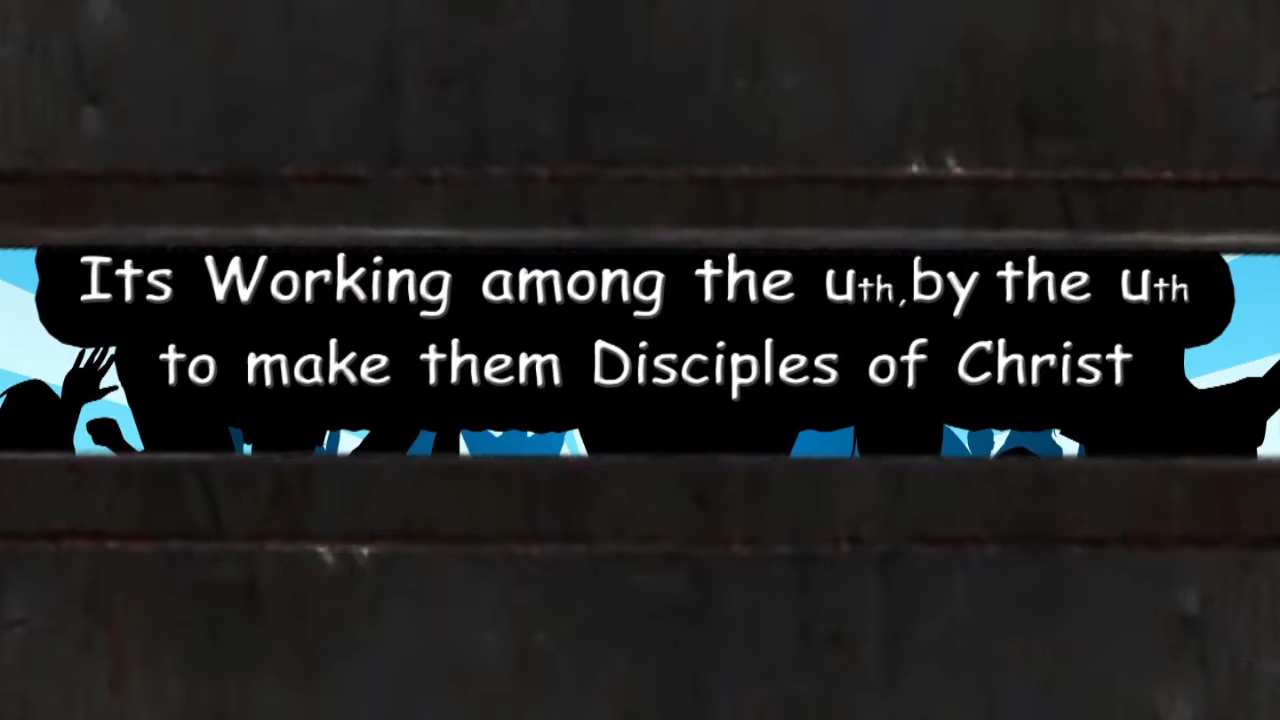 Its Working among the uth,by the uth
to make them Disciples of Christ